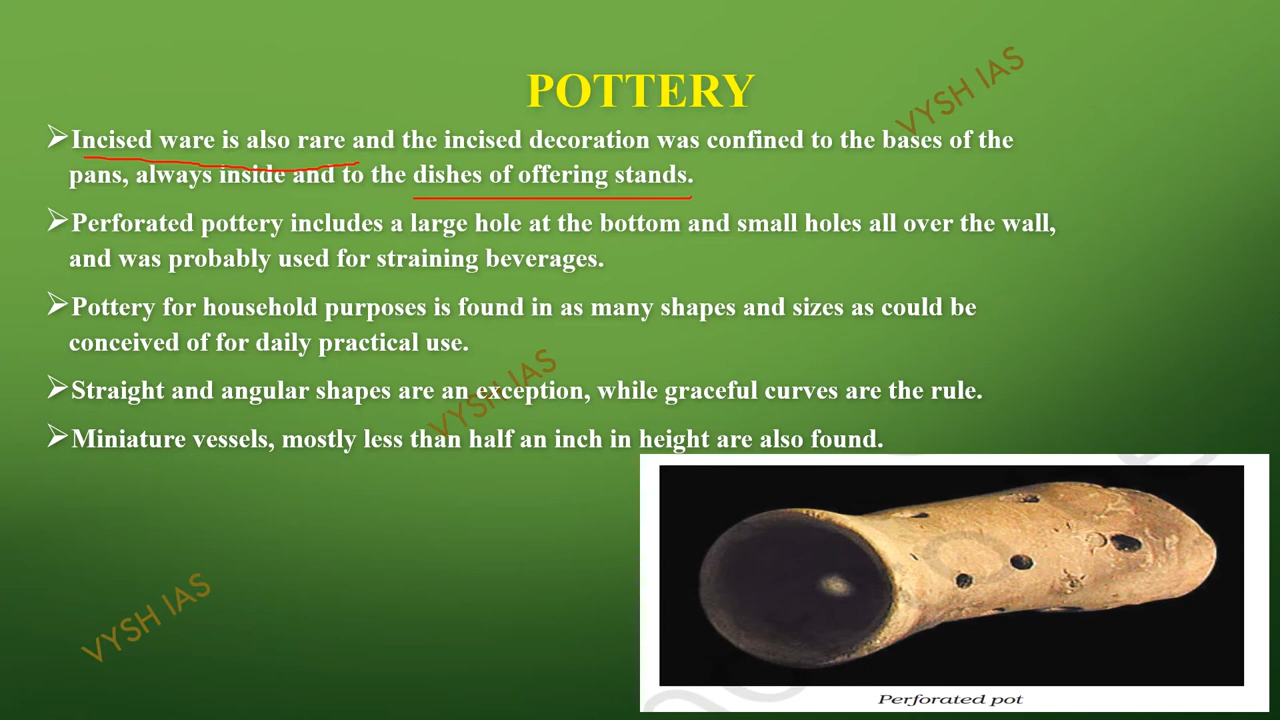 POTTERY
VYSH IAS
➢Incised ware is also rare and the incised decoration was confined to the bases of the
pans, always inside and to the dishes of offering stands.
➢Perforated pottery includes a large hole at the bottom and small holes all over the wall,
and was probably used for straining beverages.
➢Pottery for household purposes is found in as many shapes and sizes as could be
conceived of for daily practical use.
➢Straight and angular shapes are an exception, while graceful curves are the rule.
VYSH IAS
➢Miniature vessels, mostly less than half an inch in height are also found.
VYSH IAS
Perforated pot